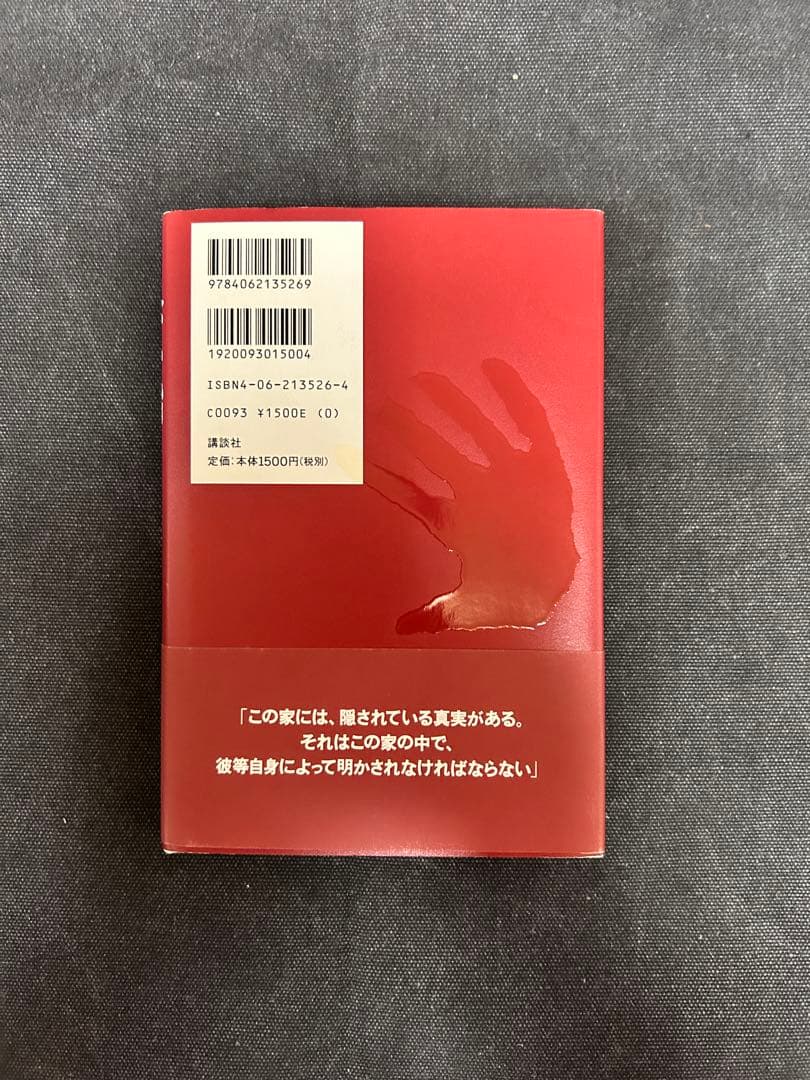 9784062135269
1920093015004
ISBN4-06-213526-4
C0093 ¥1500E (0)
講談社
定価:本体1500円(税別)
「この家には、隠されている真実がある。
それはこの家の中で、
彼等自身によって明かされなければならない」